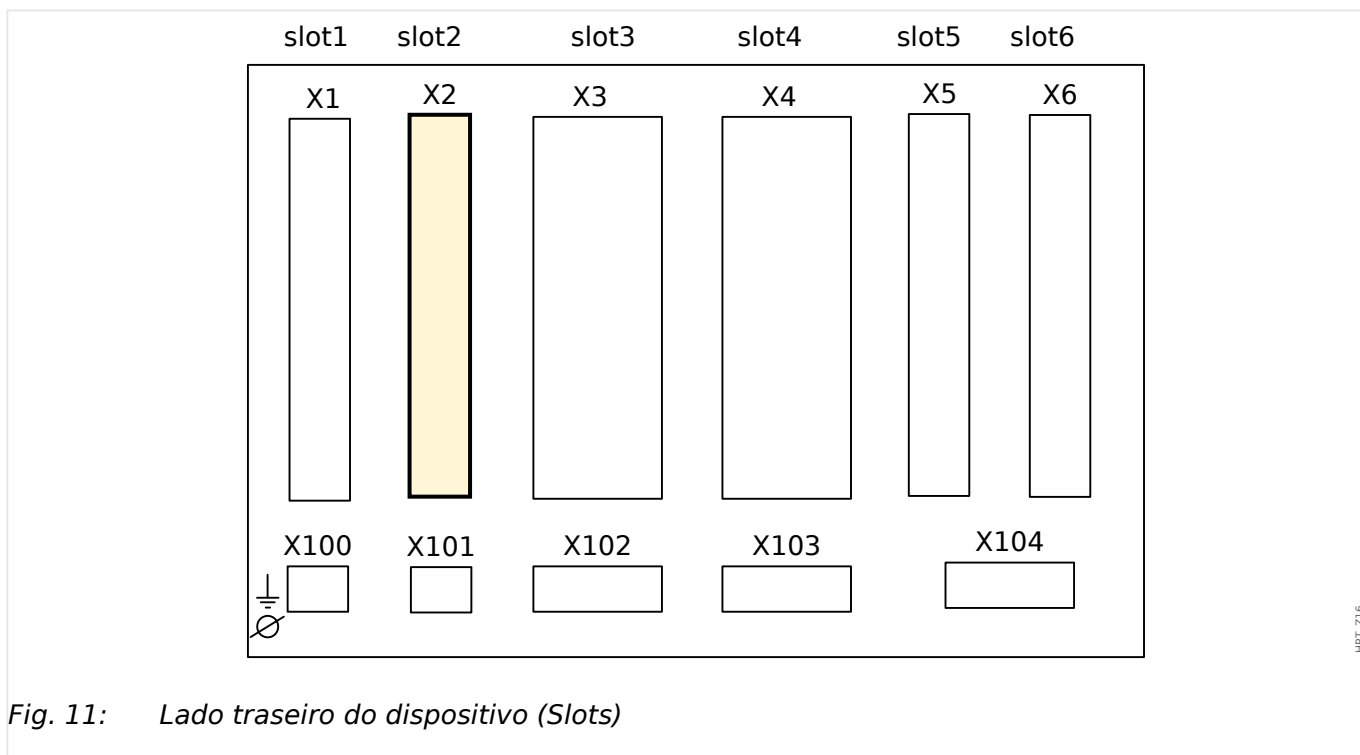 slot1 slot2 slot3 slot4 slot5 slot6
X1 X2 X3 X4 X5 X6
X100 X101 X102 X103 X104
Fig. 11: Lado traseiro do dispositivo (Slots)